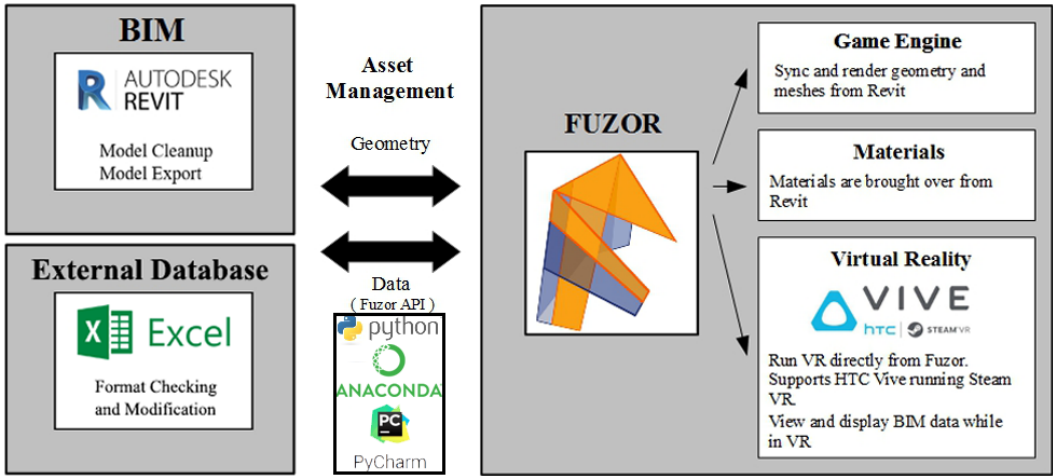 BIM
AUTODESK
REVIT
Model Cleanup
Model Export
External Database
Excel
Format Checking
and Modification
Asset
Management
Geometry
Data
( Fuzor API )
python
ANACONDA
PC
PyCharm
FUZOR
Game Engine
Sync and render geometry and
meshes from Revit
Materials
Materials are brought over from
Revit
Virtual Reality
VIVE
htc | STEAM VR
Run VR directly from Fuzor.
Supports HTC Vive running Steam
VR.
View and display BIM data while
in VR